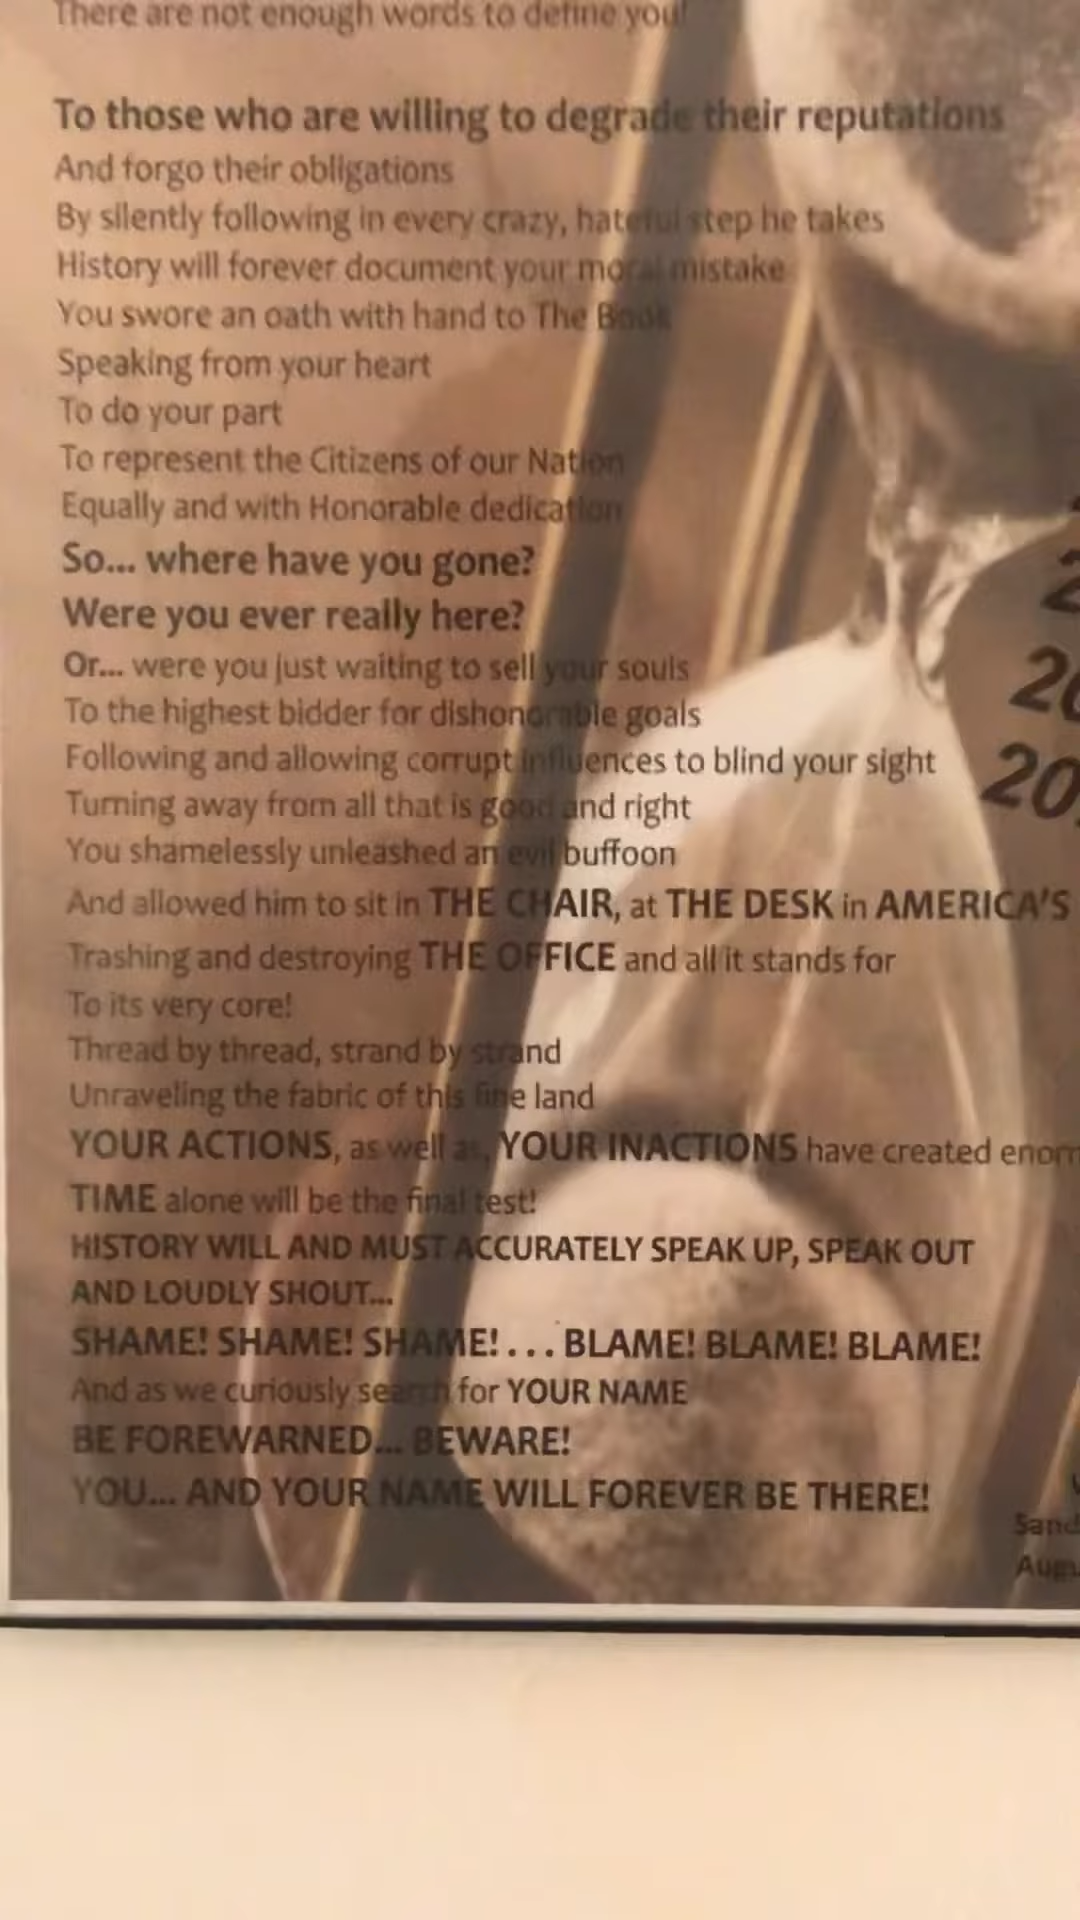 There are not enough words to define you!
To those who are willing to degrade their reputations
And forgo their obligations
By silently following in every crazy, hateful step he takes
History will forever document your moral mistake
You swore an oath with hand to The Book
Speaking from your heart
To do your part
To represent the Citizens of our Nation
Equally and with Honorable dedication
So... where have you gone?
Were you ever really here?
Or... were you just waiting to sell your souls
To the highest bidder for dishonorable goals
Following and allowing corrupt influences to blind your sight
Turning away from all that is good and right
You shamelessly unleashed an evil buffoon
And allowed him to sit in THE CHAIR, at THE DESK in AMERICA'S
Trashing and destroying THE OFFICE and all it stands for
To its very core!
Thread by thread, strand by strand
Unraveling the fabric of this fine land
YOUR ACTIONS, as well as, YOUR INACTIONS have created
TIME alone will be the final test!
HISTORY WILL AND MUST ACCURATELY SPEAK UP, SPEAK OUT
AND LOUDLY SHOUT...
SHAME! SHAME! SHAME!... BLAME! BLAME! BLAME!
And as we curiously search for YOUR NAME
BE FOREWARNED... BEWARE!
YOU... AND YOUR NAME WILL FOREVER BE THERE!